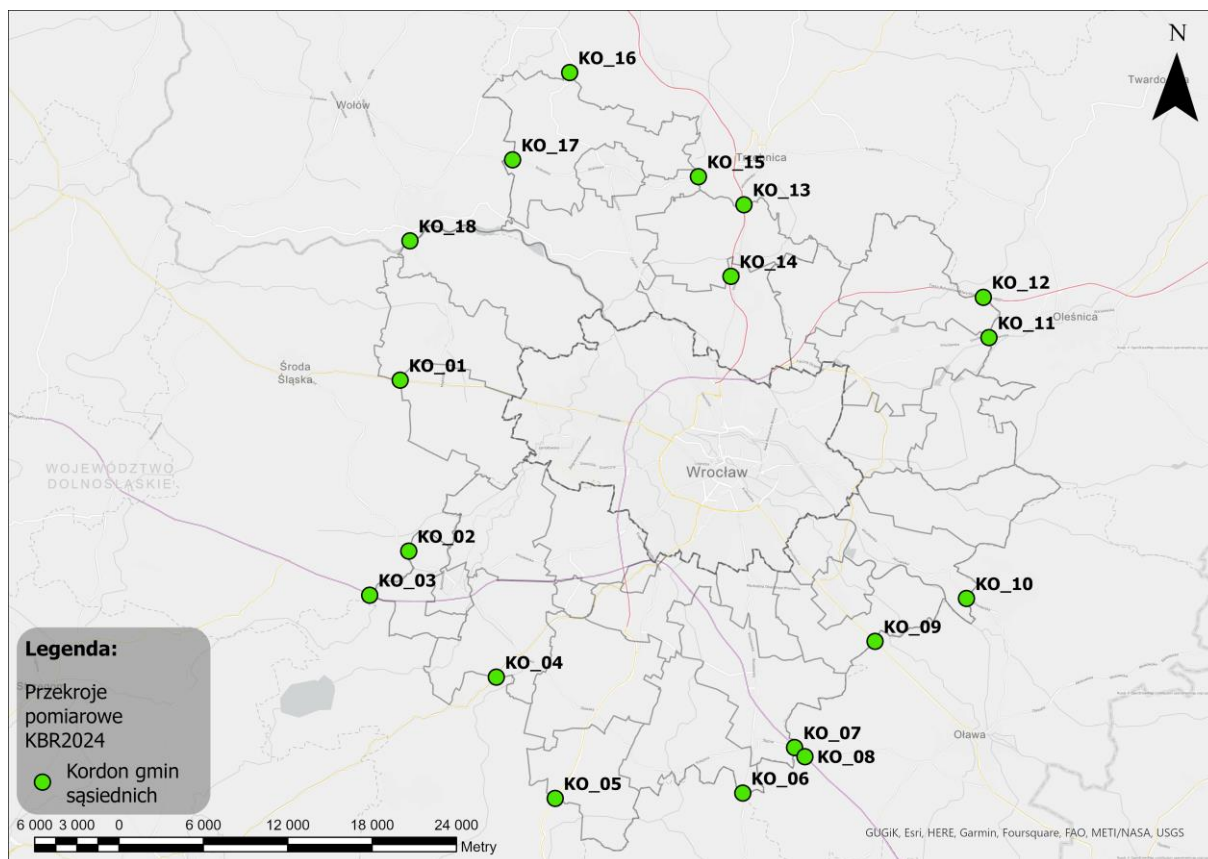 N
KO_16
Twardo
Wołów
KO_17
KO_15
Trzebnica
KO_13
KO_18
KO_14
KO_12
Oleśnica
KO_11
KO_01
Środa
Śląska
Wrocław
WOJEWÓDZTWO
DOLNOŚLĄSKIE
KO_02
KO_03
KO_10
KO_09
KO_04
KO_07
Oława
KO_08
KO_05
KO_06
Legenda:
Przekroje
pomiarowe
KBR2024
Kordon gmin
sąsiednich
6 000 3 000 0 6 000 12 000 18 000 24 000
Metry
GUGiK, Esri, HERE, Garmin, Foursquare, FAO, METI/NASA, USGS